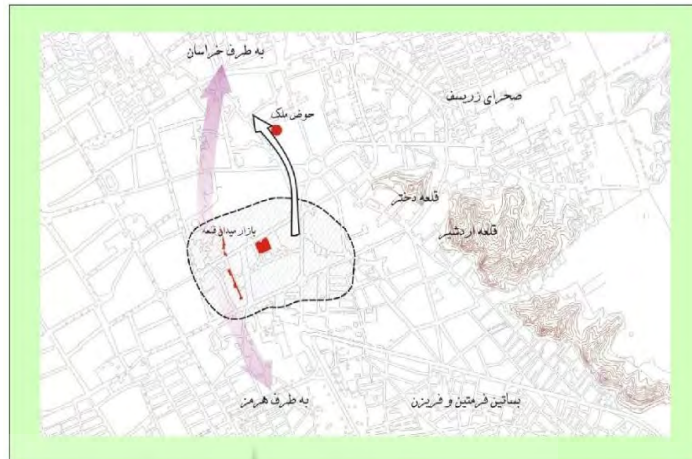 به طرف خراسان
صحرای زریسف
حوض ملک
قلعه دختر
قلعه اردشیر
بازار میدان قلعه
به طرف هرمز
بساتین فرمتین و فریزن